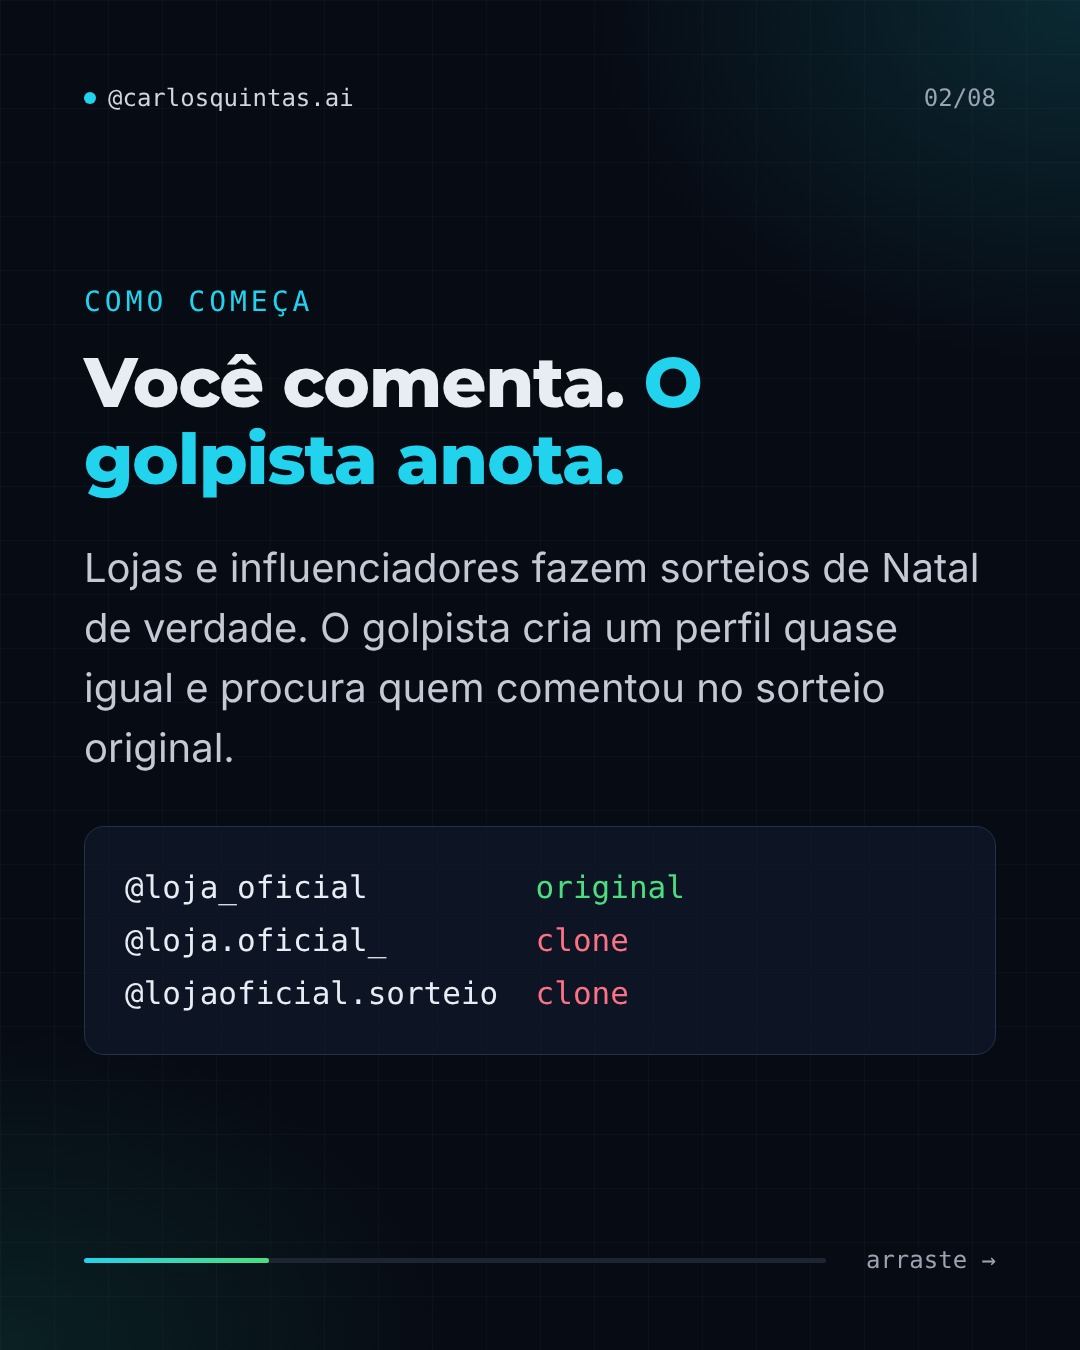 @carlosquintas.ai
02/08
COMO COMEÇA
Você comenta. O
golpista anota.
Lojas e influenciadores fazem sorteios de Natal
de verdade. O golpista cria um perfil quase
igual e procura quem comentou no sorteio
original.
@loja_oficial original
@loja.oficial_ clone
@lojaoficial.sorteio clone
arraste →